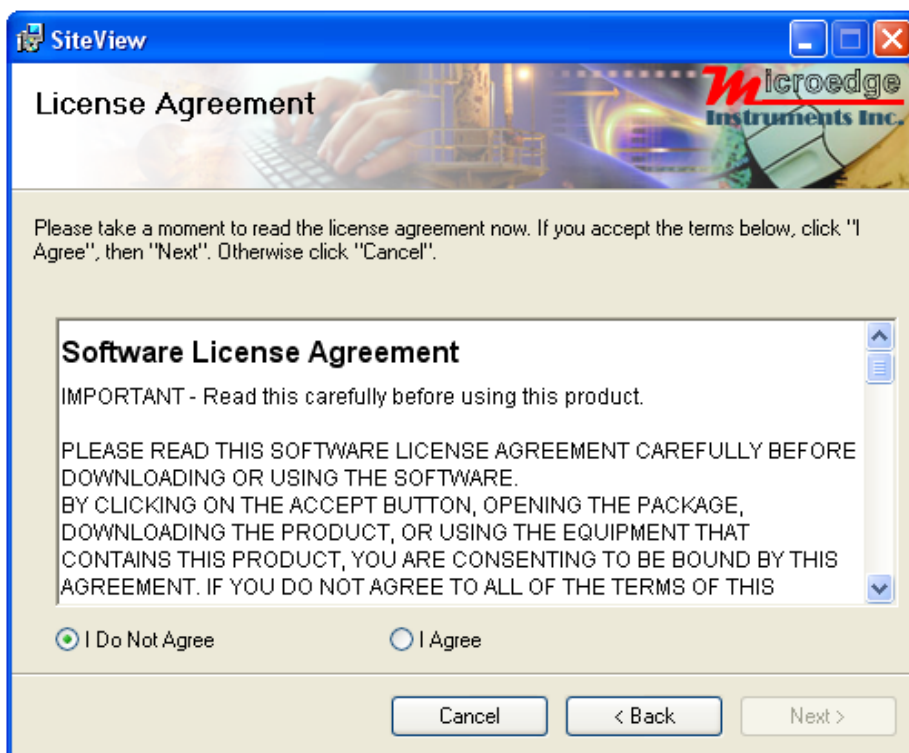 SiteView
License Agreement
Microedge
Instruments Inc.
Please take a moment to read the license agreement now. If you accept the terms below, click "I
Agree", then "Next". Otherwise click "Cancel".
Software License Agreement
IMPORTANT - Read this carefully before using this product.
PLEASE READ THIS SOFTWARE LICENSE AGREEMENT CAREFULLY BEFORE
DOWNLOADING OR USING THE SOFTWARE.
BY CLICKING ON THE ACCEPT BUTTON, OPENING THE PACKAGE,
DOWNLOADING THE PRODUCT, OR USING THE EQUIPMENT THAT
CONTAINS THIS PRODUCT, YOU ARE CONSENTING TO BE BOUND BY THIS
AGREEMENT. IF YOU DO NOT AGREE TO ALL OF THE TERMS OF THIS
I Do Not Agree
I Agree
Cancel
< Back
Next >